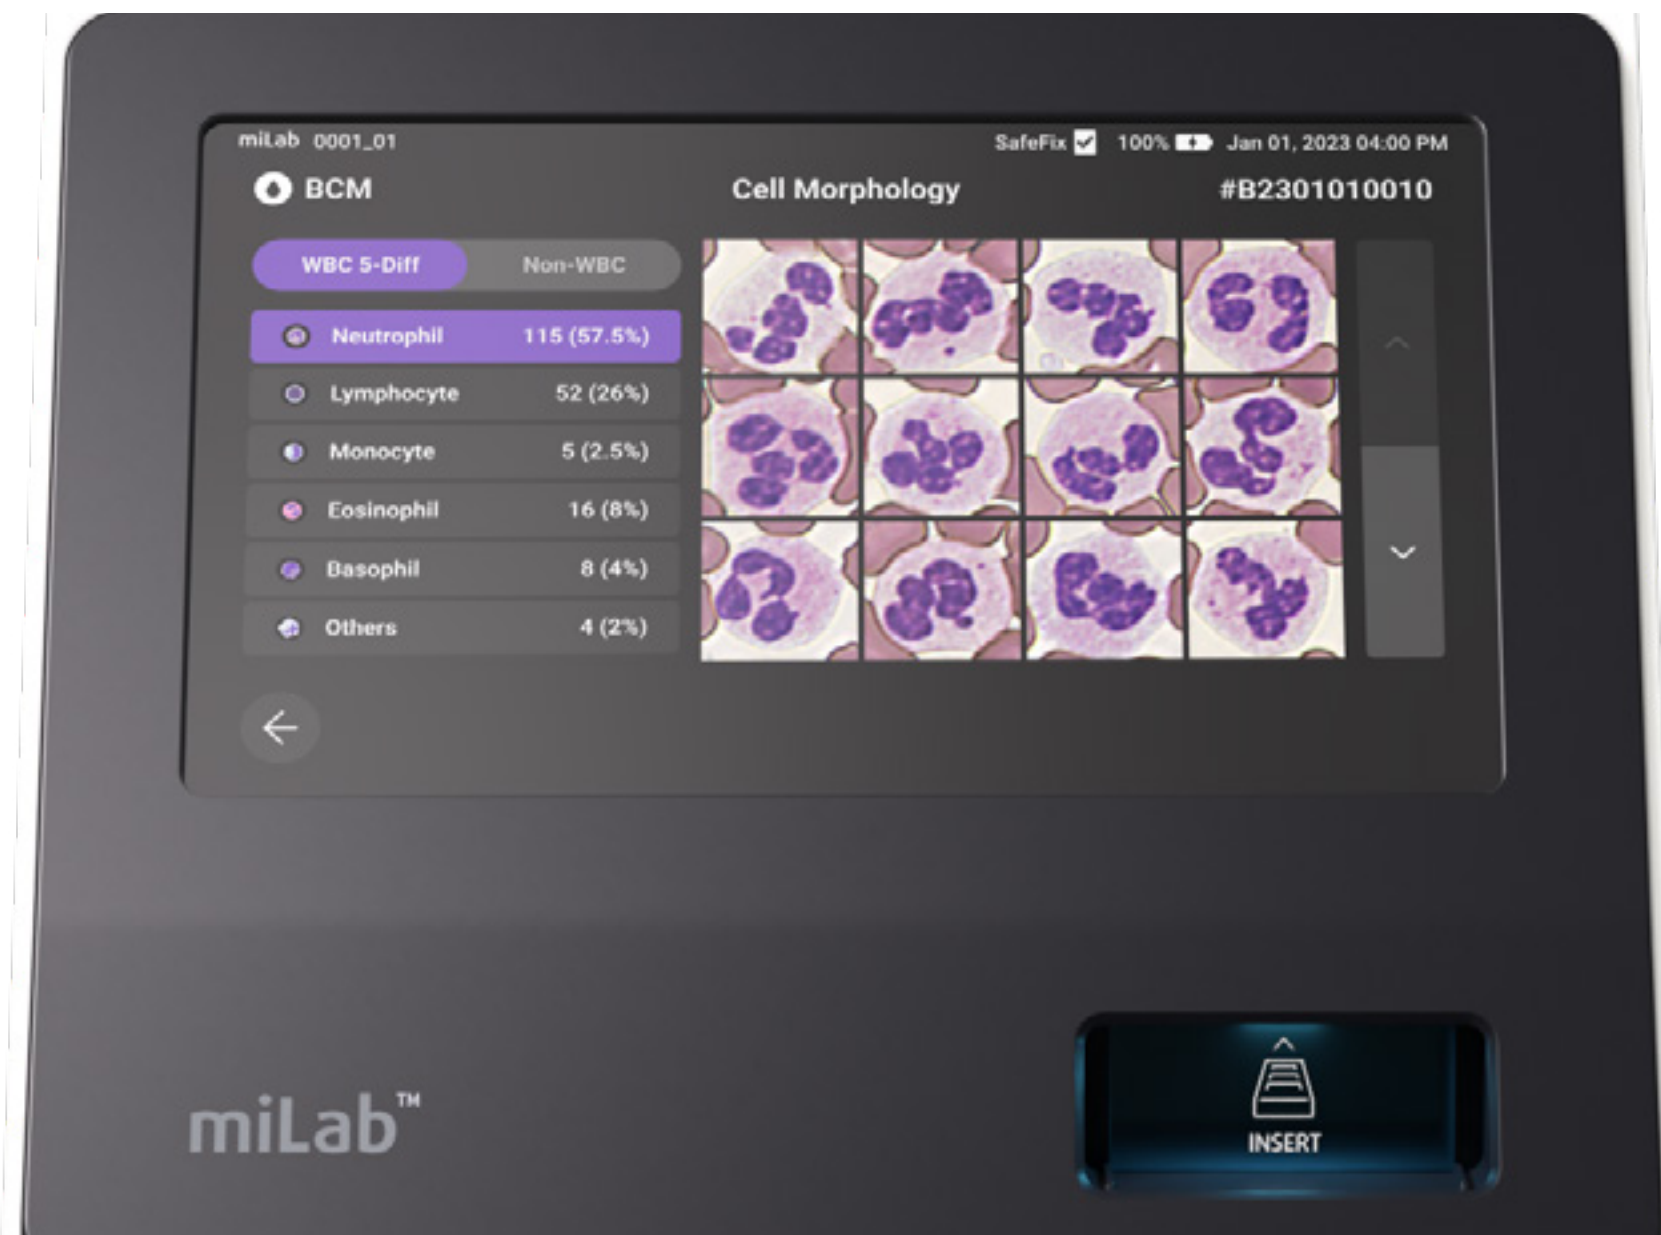 miLab 0001_01
SafeFix 100% Jan 01, 2023 04:00 PM
BCM
Cell Morphology
#B2301010010
WBC 5-Diff
Non-WBC
Neutrophil 115 (57.5%)
Lymphocyte 52 (26%)
Monocyte 5 (2.5%)
Eosinophil 16 (8%)
Basophil 8 (4%)
Others 4 (2%)
miLab™
INSERT